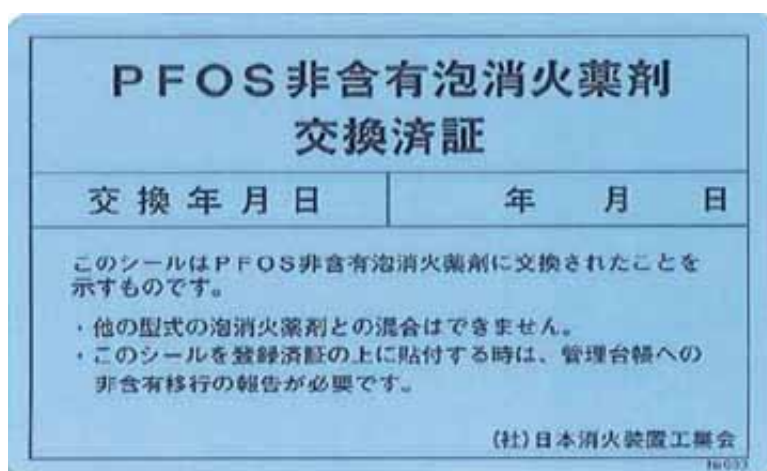 PFOS非含有泡消火薬剤
交換済証
交換年月日 年 月 日
このシールはPFOS非含有泡消火薬剤に交換されたことを
示すものです。
・他の型式の泡消火薬剤との混合はできません。
・このシールを登録済証の上に貼付する時は、管理台帳への
非含有移行の報告が必要です。
(社)日本消火装置工業会